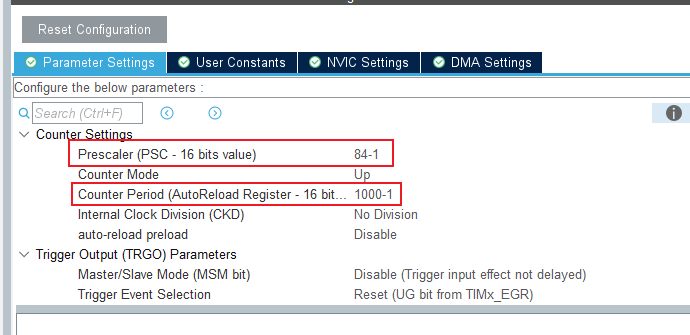 Reset Configuration
Parameter Settings User Constants NVIC Settings DMA Settings
Configure the below parameters :
Search (Ctrl+F)
Counter Settings
Prescaler (PSC - 16 bits value) 84-1
Counter Mode Up
Counter Period (AutoReload Register - 16 bit... 1000-1
Internal Clock Division (CKD) No Division
auto-reload preload Disable
Trigger Output (TRGO) Parameters
Master/Slave Mode (MSM bit) Disable (Trigger input effect not delayed)
Trigger Event Selection Reset (UG bit from TIMx_EGR)